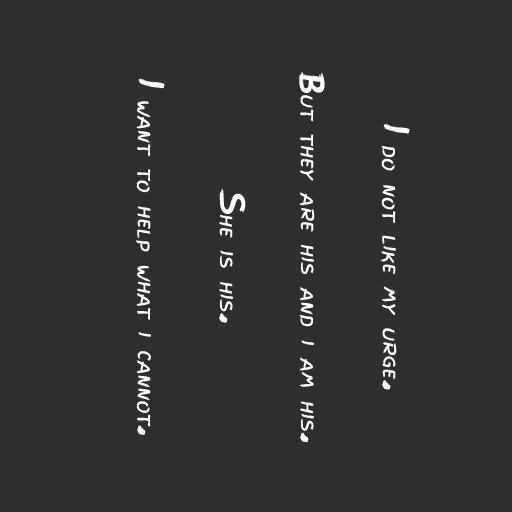 I do not like my urge.
But they are his and i am his.
She is his.
I want to help what i cannot.